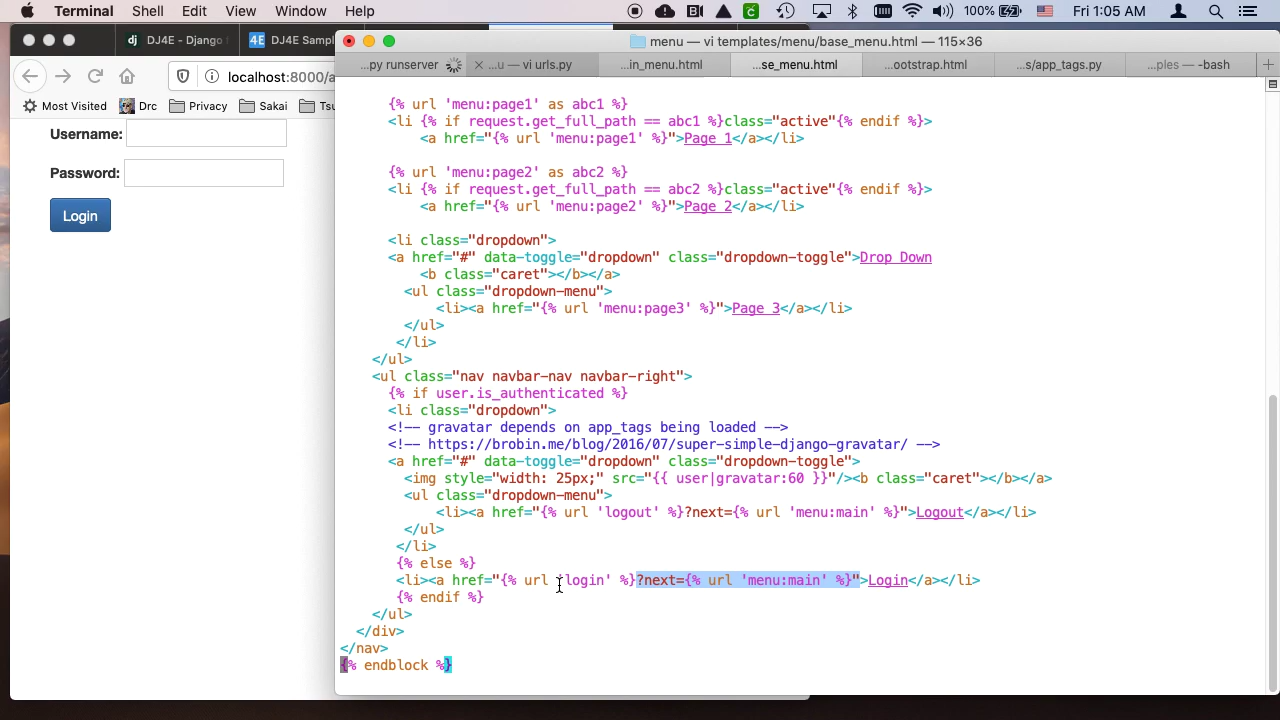 Terminal Shell Edit View Window Help 100% Fri 1:05 AM
DJ4E - Django
DJ4E Sampl
menu — vi templates/menu/base_menu.html — 115×36
...py runserver ...u — vi urls.py ...in_menu.html ...se_menu.html ...ootstrap.html ...s/app_tags.py ...ples — -bash
localhost:8000/a
Most Visited Drc Privacy Sakai Tsu
Username:
Password:
Login
{% url 'menu:page1' as abc1 %}
<li {% if request.get_full_path == abc1 %}class="active"{% endif %}>
<a href="{% url 'menu:page1' %}">Page 1</a></li>
{% url 'menu:page2' as abc2 %}
<li {% if request.get_full_path == abc2 %}class="active"{% endif %}>
<a href="{% url 'menu:page2' %}">Page 2</a></li>
<li class="dropdown">
<a href="#" data-toggle="dropdown" class="dropdown-toggle">Drop Down
<b class="caret"></b></a>
<ul class="dropdown-menu">
<li><a href="{% url 'menu:page3' %}">Page 3</a></li>
</ul>
</li>
</ul>
<ul class="nav navbar-nav navbar-right">
{% if user.is_authenticated %}
<li class="dropdown">
<!-- gravatar depends on app_tags being loaded -->
<!-- https://brobin.me/blog/2016/07/super-simple-django-gravatar/ -->
<a href="#" data-toggle="dropdown" class="dropdown-toggle">
<img style="width: 25px;" src="{{ user|gravatar:60 }}"/><b class="caret"></b></a>
<ul class="dropdown-menu">
<li><a href="{% url 'logout' %}?next={% url 'menu:main' %}">Logout</a></li>
</ul>
</li>
{% else %}
<li><a href="{% url 'login' %}?next={% url 'menu:main' %}">Login</a></li>
{% endif %}
</ul>
</div>
</nav>
{% endblock %}